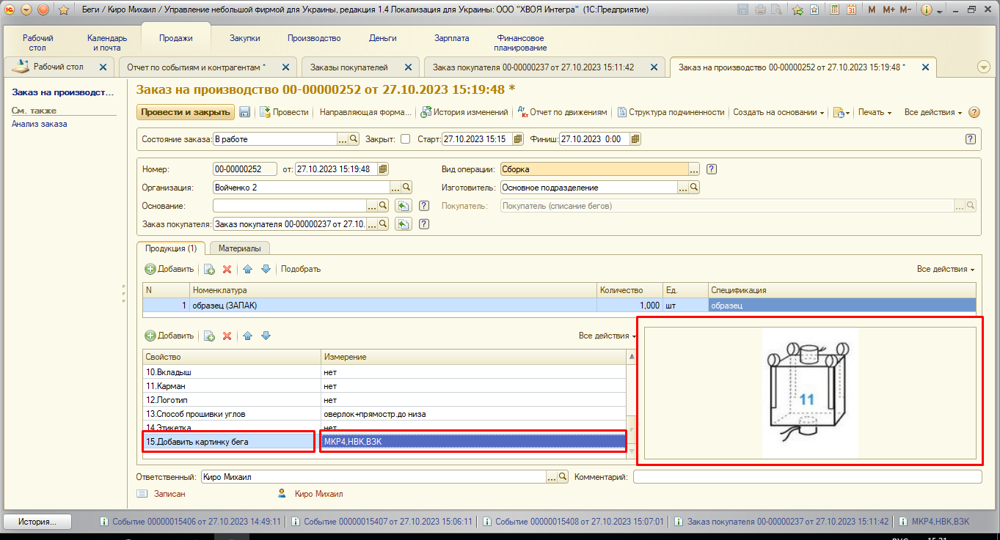 Беги / Киро Михаил / Управление небольшой фирмой для Украины, редакция 1.4 Локализация для Украины: ООО "ХВОЯ Интегра" (1С:Предприятие)
M M+ M-
Рабочий стол
Календарь и почта
Продажи
Закупки
Производство
Деньги
Зарплата
Финансовое планирование
Рабочий стол
Отчет по событиям и контрагентам *
Заказы покупателей
Заказ покупателя 00-00000237 от 27.10.2023 15:11:42
Заказ на производство 00-00000252 от 27.10.2023 15:19:48 *
Заказ на производст...
См. также
Анализ заказа
Заказ на производство 00-00000252 от 27.10.2023 15:19:48 *
Провести и закрыть Провести Направляющая форма... История изменений Отчет по движениям Структура подчиненности Создать на основании Печать Все действия
Состояние заказа: В работе ... Закрыт: Старт: 27.10.2023 15:15 Финиш: 27.10.2023 0:00
Номер: 00-00000252 от: 27.10.2023 15:19:48 Вид операции: Сборка ...
Организация: Войченко 2 ... Изготовитель: Основное подразделение ...
Основание: ... Покупатель: Покупатель (списание бегов) ...
Заказ покупателя: Заказ покупателя 00-00000237 от 27.10. ...
Продукция (1) Материалы
Добавить Подобрать Все действия
N Номенклатура Количество Ед. Спецификация
1 образец (ЗАПАК) 1,000 шт образец
Добавить Все действия
Свойство Измерение
10.Вкладыш нет
11.Карман нет
12.Логотип нет
13.Способ прошивки углов оверлок+прямостр.до низа
14.Этикетка нет
15.Добавить картинку бега МКР4,НВК,ВЗК
11
Ответственный: Киро Михаил ... Комментарий:
Записан Киро Михаил
История...
Событие 00000015406 от 27.10.2023 14:49:11
Событие 00000015407 от 27.10.2023 15:06:11
Событие 00000015408 от 27.10.2023 15:07:01
Заказ покупателя 00-00000237 от 27.10.2023 15:11:42
МКР4,НВК,ВЗК